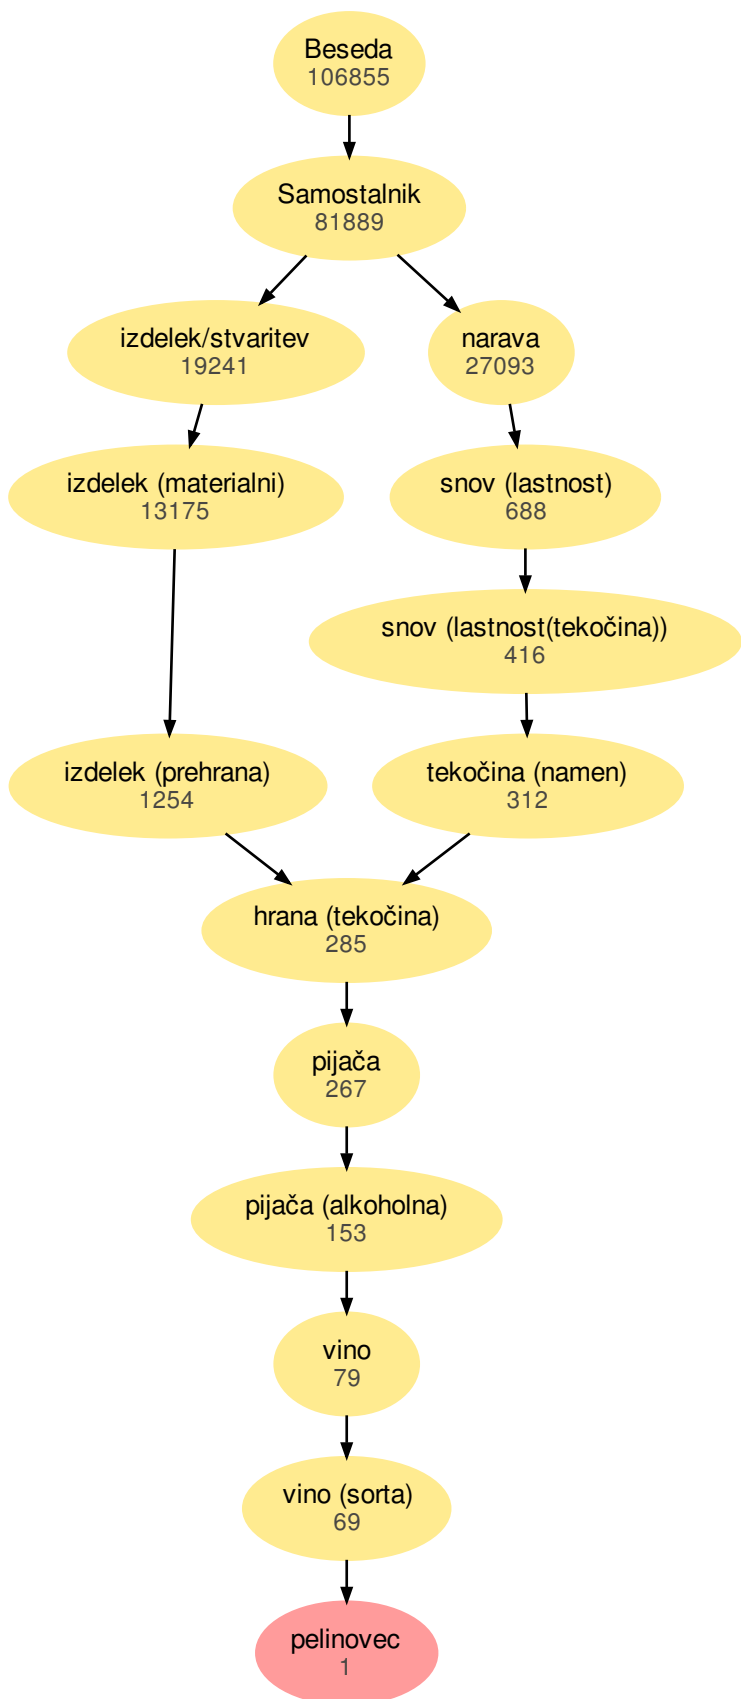 Beseda
106855
Samostalnik
81889
izdelek/stvaritev
19241
narava
27093
izdelek (materialni)
13175
snov (lastnost)
688
snov (lastnost(tekočina))
416
izdelek (prehrana)
1254
tekočina (namen)
312
hrana (tekočina)
285
pijača
267
pijača (alkoholna)
153
vino
79
vino (sorta)
69
pelinovec
1